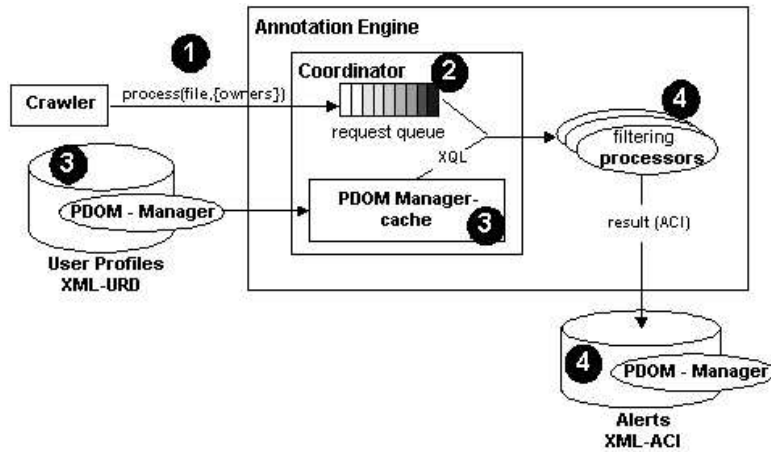 Annotation Engine
1
Coordinator
2
Crawler
process(file,{owners})
request queue
4
filtering
processors
XQL
3
PDOM - Manager
PDOM Manager-
cache
3
result (ACI)
User Profiles
XML-URD
4
PDOM - Manager
Alerts
XML-ACI